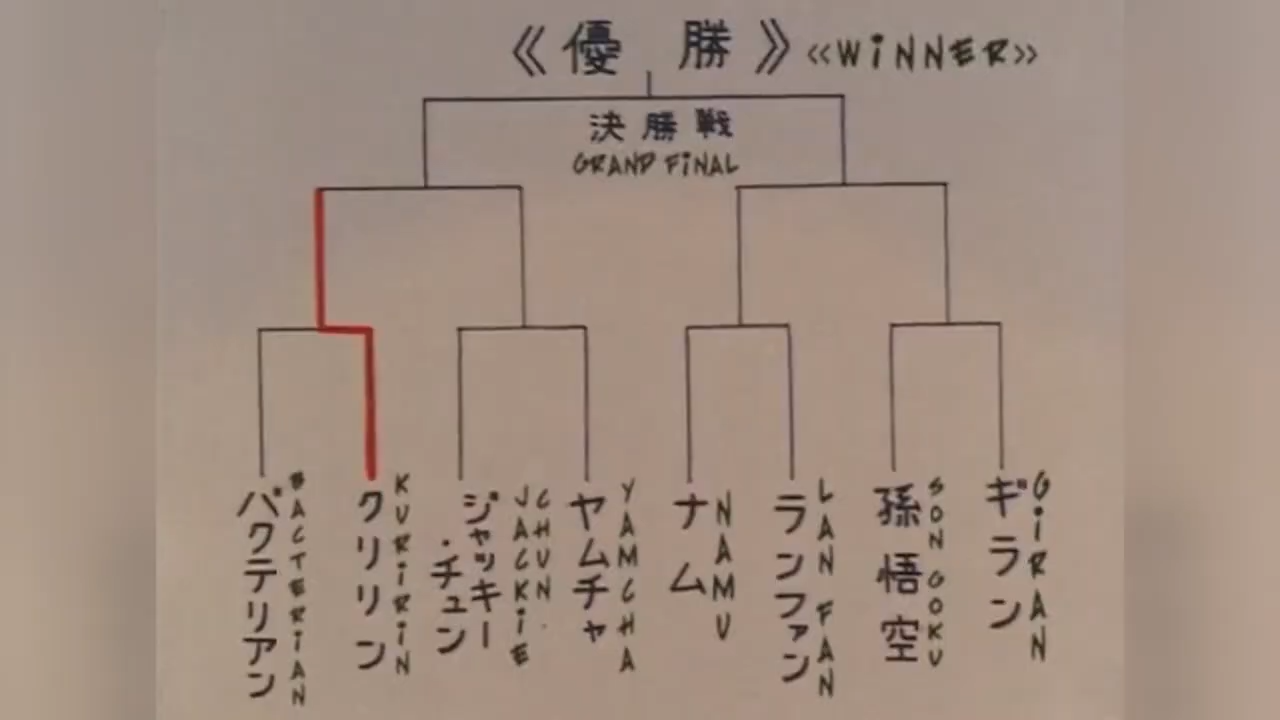 《優勝》 «WINNER»
決勝戦
GRAND FINAL
バクテリアン
BACTERIAN
クリリン
KURIRIN
ジャッキー
・チュン
JACKIE
CHUN
ヤムチャ
YAMCHA
ナム
NAMU
ランファン
LAN FAN
孫悟空
SON GOKU
ギラン
GIRAN